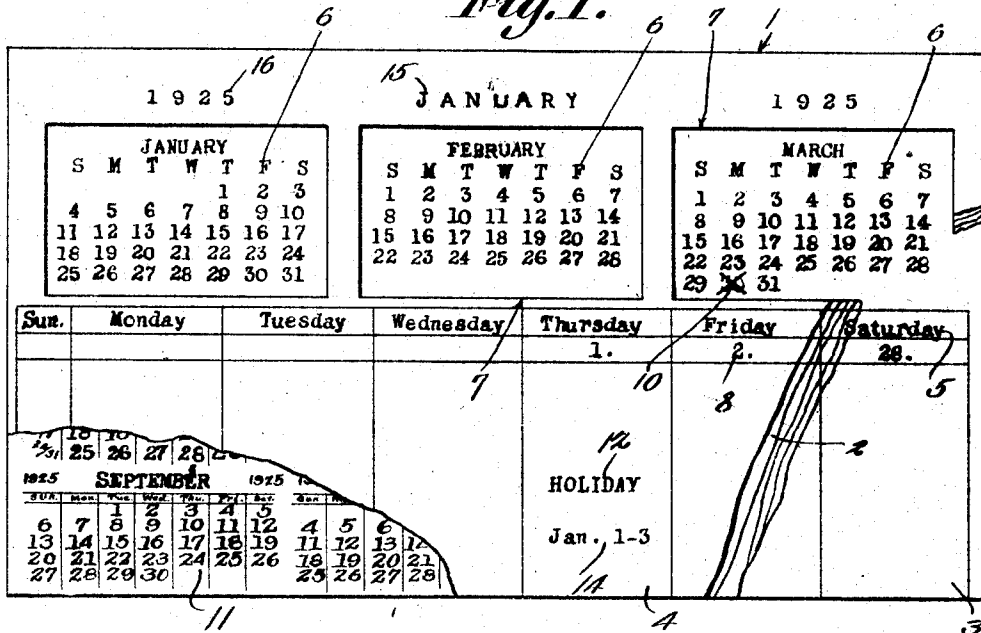 Fig. 1.
6 6 7 1 6
16 15
1925 JANUARY 1925
JANUARY
S M T W T F S
1 2 3
4 5 6 7 8 9 10
11 12 13 14 15 16 17
18 19 20 21 22 23 24
25 26 27 28 29 30 31
FEBRUARY
S M T W T F S
1 2 3 4 5 6 7
8 9 10 11 12 13 14
15 16 17 18 19 20 21
22 23 24 25 26 27 28
MARCH
S M T W T F S
1 2 3 4 5 6 7
8 9 10 11 12 13 14
15 16 17 18 19 20 21
22 23 24 25 26 27 28
29 30 31
Sun. Monday Tuesday Wednesday Thursday Friday Saturday
1. 2. 28.
7 10 8 5
2
12
HOLIDAY
Jan. 1-3
14
25 26 27 28
1925 SEPTEMBER 1925
SUN. Mon. Tue. Wed. Thu. Fri. Sat. Sun
1 2 3 4 5
6 7 8 9 10 11 12 4 5 6
13 14 15 16 17 18 19 11 12 13
20 21 22 23 24 25 26 18 19 20 21
27 28 29 30 25 26 27 28
11 4 3